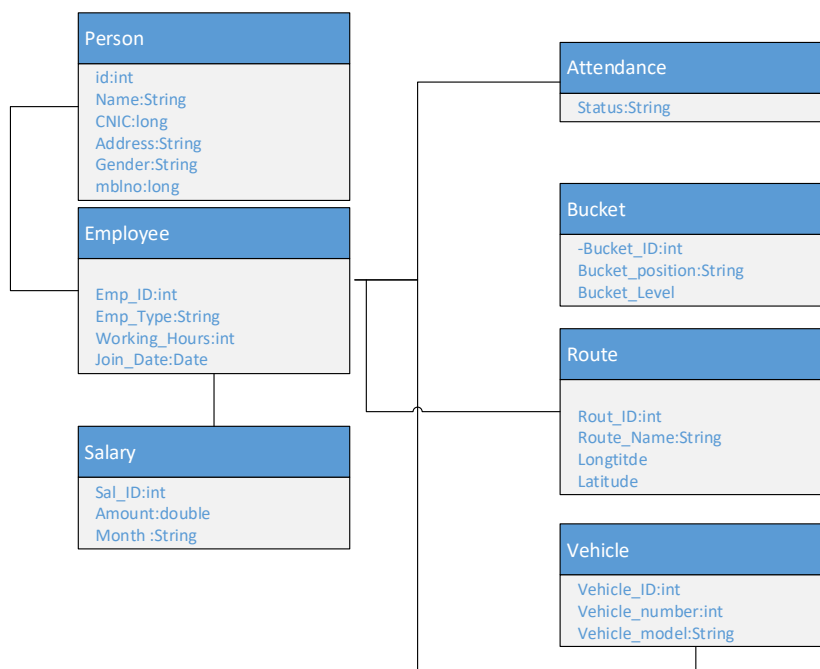 Person
id:int
Name:String
CNIC:long
Address:String
Gender:String
mblno:long
Employee
Emp_ID:int
Emp_Type:String
Working_Hours:int
Join_Date:Date
Salary
Sal_ID:int
Amount:double
Month :String
Attendance
Status:String
Bucket
-Bucket_ID:int
Bucket_position:String
Bucket_Level
Route
Rout_ID:int
Route_Name:String
Longtitde
Latitude
Vehicle
Vehicle_ID:int
Vehicle_number:int
Vehicle_model:String